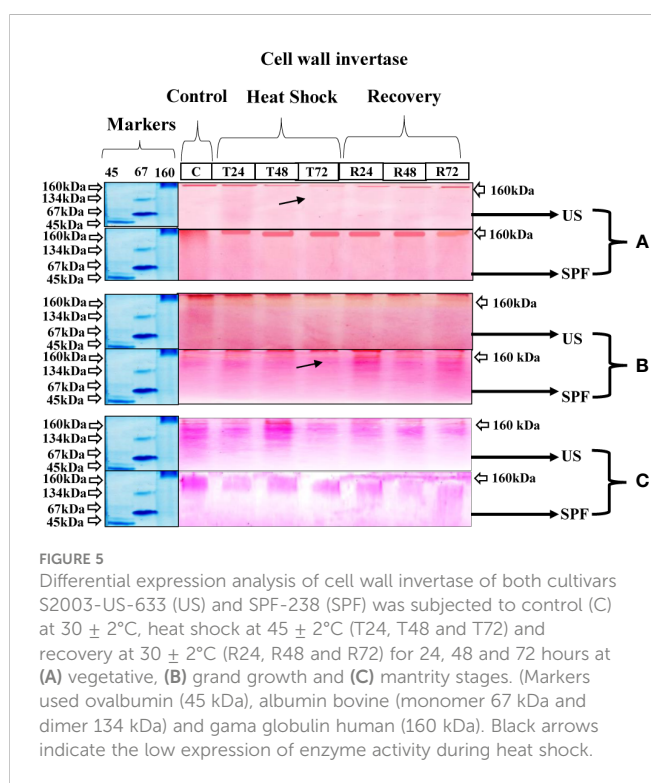 Cell wall invertase
Control Heat Shock Recovery
Markers
45 67 160 C T24 T48 T72 R24 R48 R72
160kDa
134kDa
67kDa
45kDa
160kDa
US
160kDa
134kDa
67kDa
45kDa
160kDa
SPF
A
160kDa
134kDa
67kDa
45kDa
160kDa
US
160kDa
134kDa
67kDa
45kDa
160 kDa
SPF
B
160kDa
134kDa
67kDa
45kDa
160 kDa
US
160kDa
134kDa
67kDa
45kDa
160kDa
SPF
C
FIGURE 5
Differential expression analysis of cell wall invertase of both cultivars
S2003-US-633 (US) and SPF-238 (SPF) was subjected to control (C)
at 30 ± 2°C, heat shock at 45 ± 2°C (T24, T48 and T72) and
recovery at 30 ± 2°C (R24, R48 and R72) for 24, 48 and 72 hours at
(A) vegetative, (B) grand growth and (C) mantrity stages. (Markers
used ovalbumin (45 kDa), albumin bovine (monomer 67 kDa and
dimer 134 kDa) and gama globulin human (160 kDa). Black arrows
indicate the low expression of enzyme activity during heat shock.